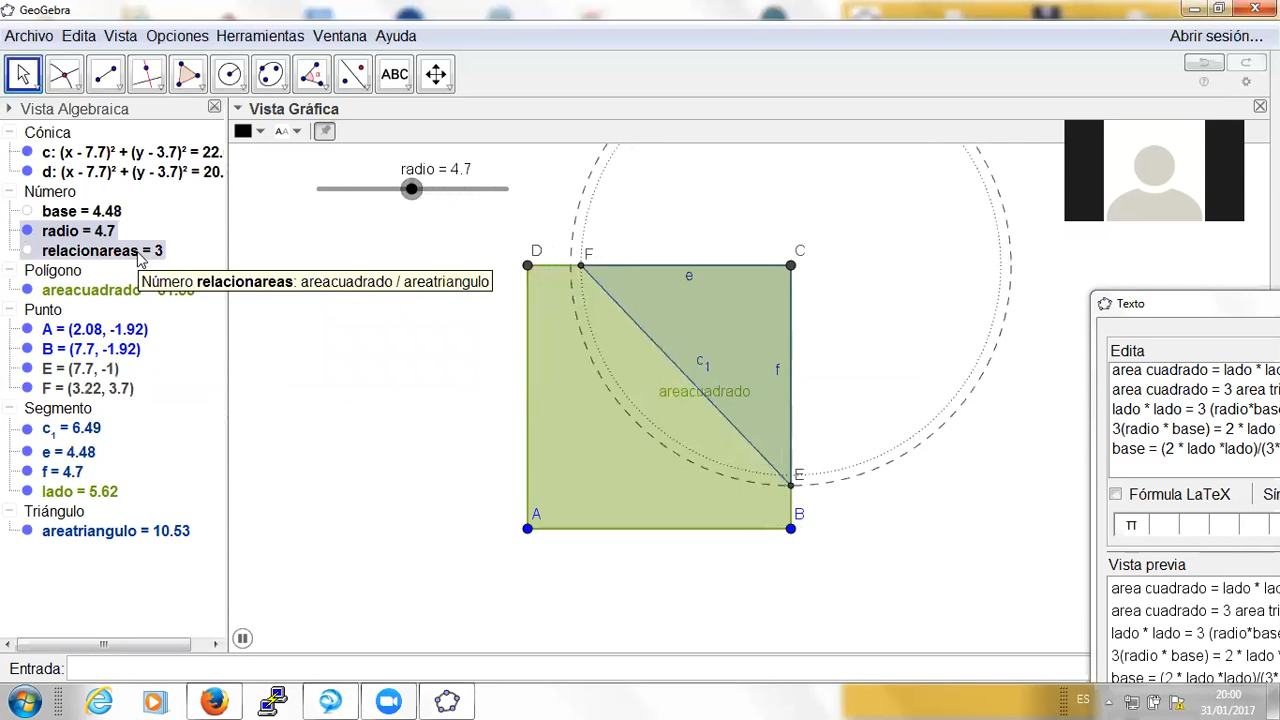 GeoGebra
Archivo Edita Vista Opciones Herramientas Ventana Ayuda
Abrir sesión...
ABC
Vista Algebraica
Vista Gráfica
AA
Cónica
c: (x - 7.7)² + (y - 3.7)² = 22.
d: (x - 7.7)² + (y - 3.7)² = 20.
Número
base = 4.48
radio = 4.7
relacionareas = 3
Número relacionareas: areacuadrado / areatriangulo
Polígono
areacuadrado
Punto
A = (2.08, -1.92)
B = (7.7, -1.92)
E = (7.7, -1)
F = (3.22, 3.7)
Segmento
c1 = 6.49
e = 4.48
f = 4.7
lado = 5.62
Triángulo
areatriangulo = 10.53
radio = 4.7
D
F
C
e
c1
f
areacuadrado
E
A
B
Texto
Edita
area cuadrado = lado * lad
area cuadrado = 3 area tri
lado * lado = 3 (radio*base
3(radio * base) = 2 * lado
base = (2 * lado *lado)/(3*
Fórmula LaTeX
π
Vista previa
area cuadrado = lado * lad
area cuadrado = 3 area tri
lado * lado = 3 (radio*bas
3(radio * base) = 2 * lado
Entrada:
ES
20:00
31/01/2017